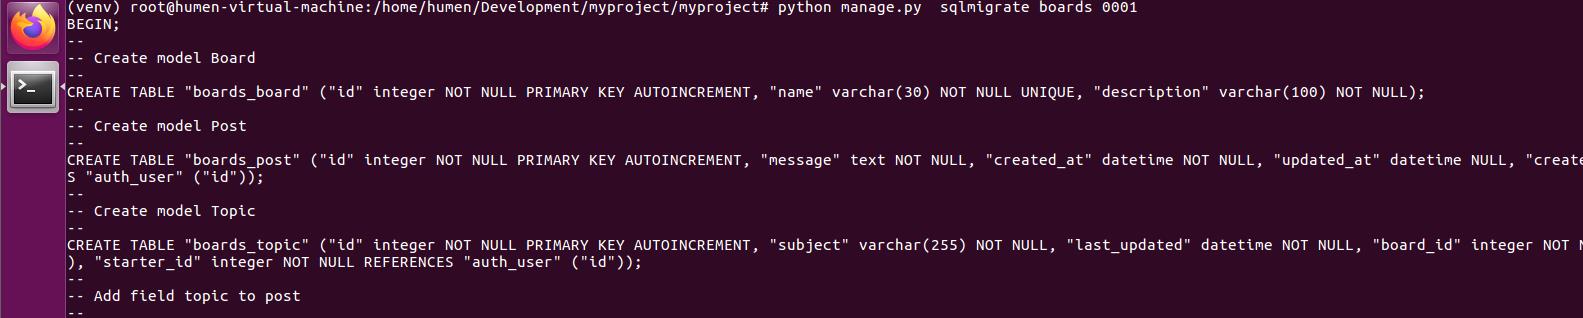 (venv) root@humen-virtual-machine:/home/humen/Development/myproject/myproject# python manage.py  sqlmigrate boards 0001
BEGIN;
--
-- Create model Board
--
CREATE TABLE "boards_board" ("id" integer NOT NULL PRIMARY KEY AUTOINCREMENT, "name" varchar(30) NOT NULL UNIQUE, "description" varchar(100) NOT NULL);
--
-- Create model Post
--
CREATE TABLE "boards_post" ("id" integer NOT NULL PRIMARY KEY AUTOINCREMENT, "message" text NOT NULL, "created_at" datetime NOT NULL, "updated_at" datetime NULL, "create
S "auth_user" ("id"));
--
-- Create model Topic
--
CREATE TABLE "boards_topic" ("id" integer NOT NULL PRIMARY KEY AUTOINCREMENT, "subject" varchar(255) NOT NULL, "last_updated" datetime NOT NULL, "board_id" integer NOT N
), "starter_id" integer NOT NULL REFERENCES "auth_user" ("id"));
--
-- Add field topic to post
--